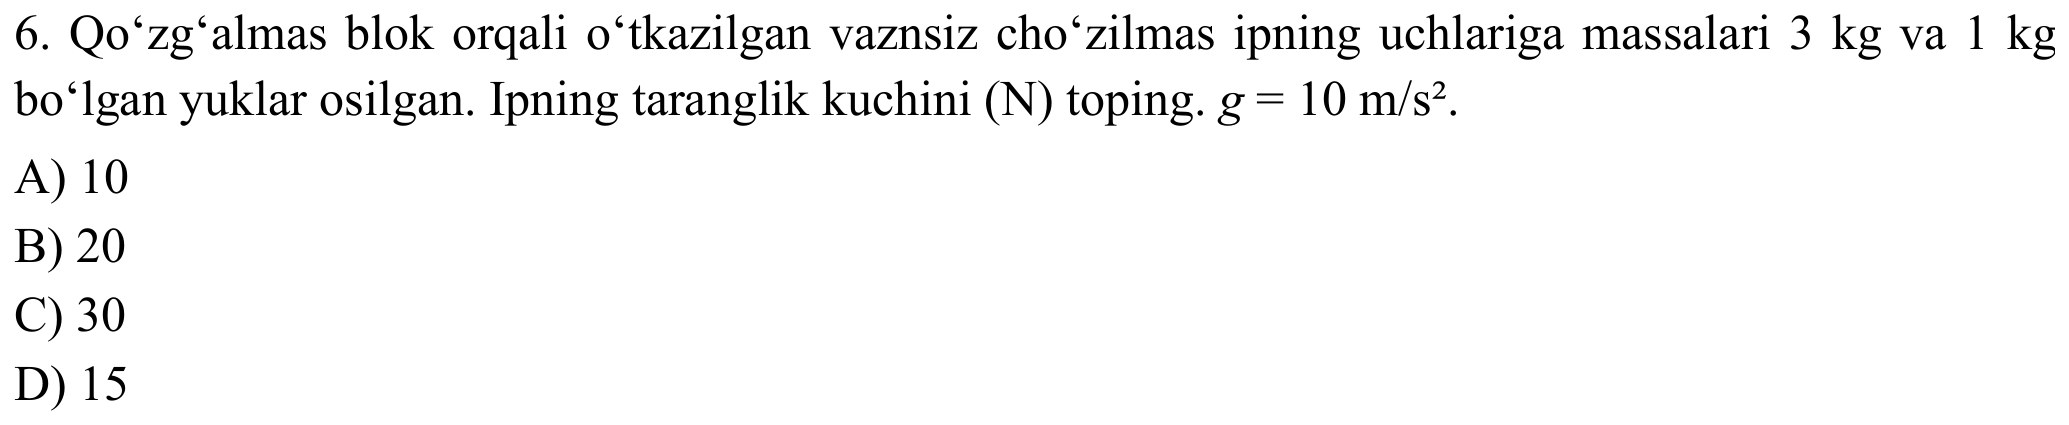 6. Qo‘zg‘almas blok orqali o‘tkazilgan vaznsiz cho‘zilmas ipning uchlariga massalari 3 kg va 1 kg
bo‘lgan yuklar osilgan. Ipning taranglik kuchini (N) toping. g = 10 m/s².
A) 10
B) 20
C) 30
D) 15